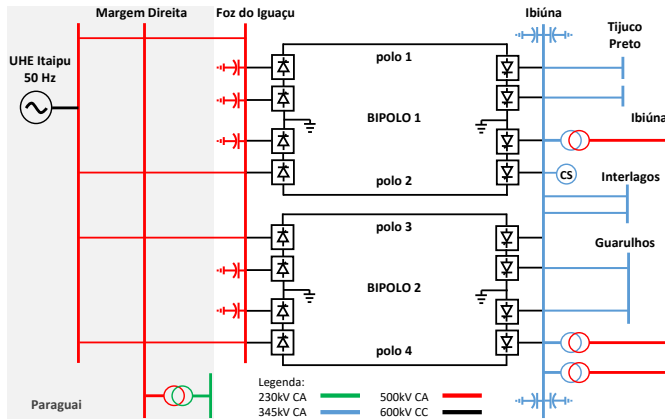 Margem Direita
Foz do Iguaçu
Ibiúna
UHE Itaipu
50 Hz
polo 1
BIPOLO 1
polo 2
Tijuco
Preto
Ibiúna
CS
Interlagos
Guarulhos
polo 3
BIPOLO 2
polo 4
Paraguai
Legenda:
230kV CA
500kV CA
345kV CA
600kV CC